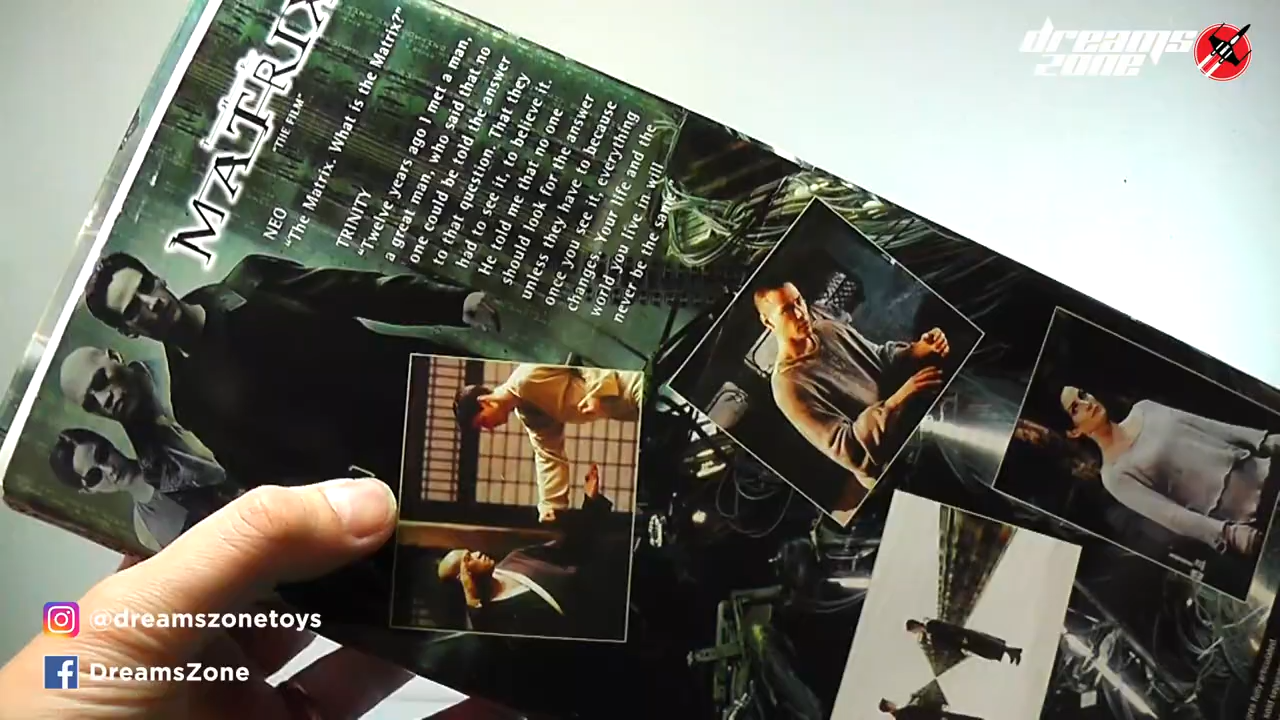 dreams
zone
MATRIX
"THE FILM"
NEO
"The Matrix. What is the Matrix?"
TRINITY
"Twelve years ago I met a man,
a great man, who said that no
one could be told the answer
to that question. That they
had to see it, to believe it.
He told me that no one
should look for the answer
unless they have to because
once you see it, everything
changes. Your life and the
world you live in will
never be the same
@dreamszonetoys
DreamsZone